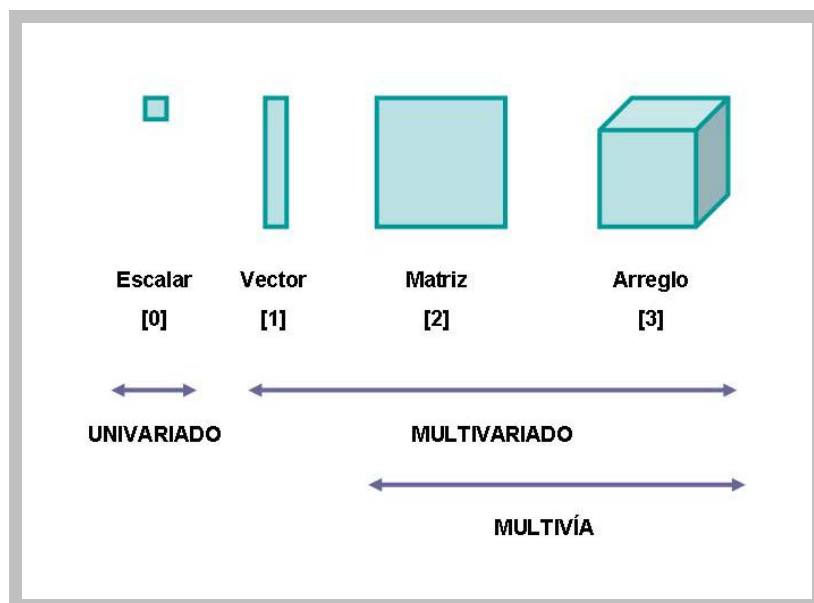 Escalar Vector Matriz Arreglo
[0] [1] [2] [3]
UNIVARIADO MULTIVARIADO
MULTIVÍA